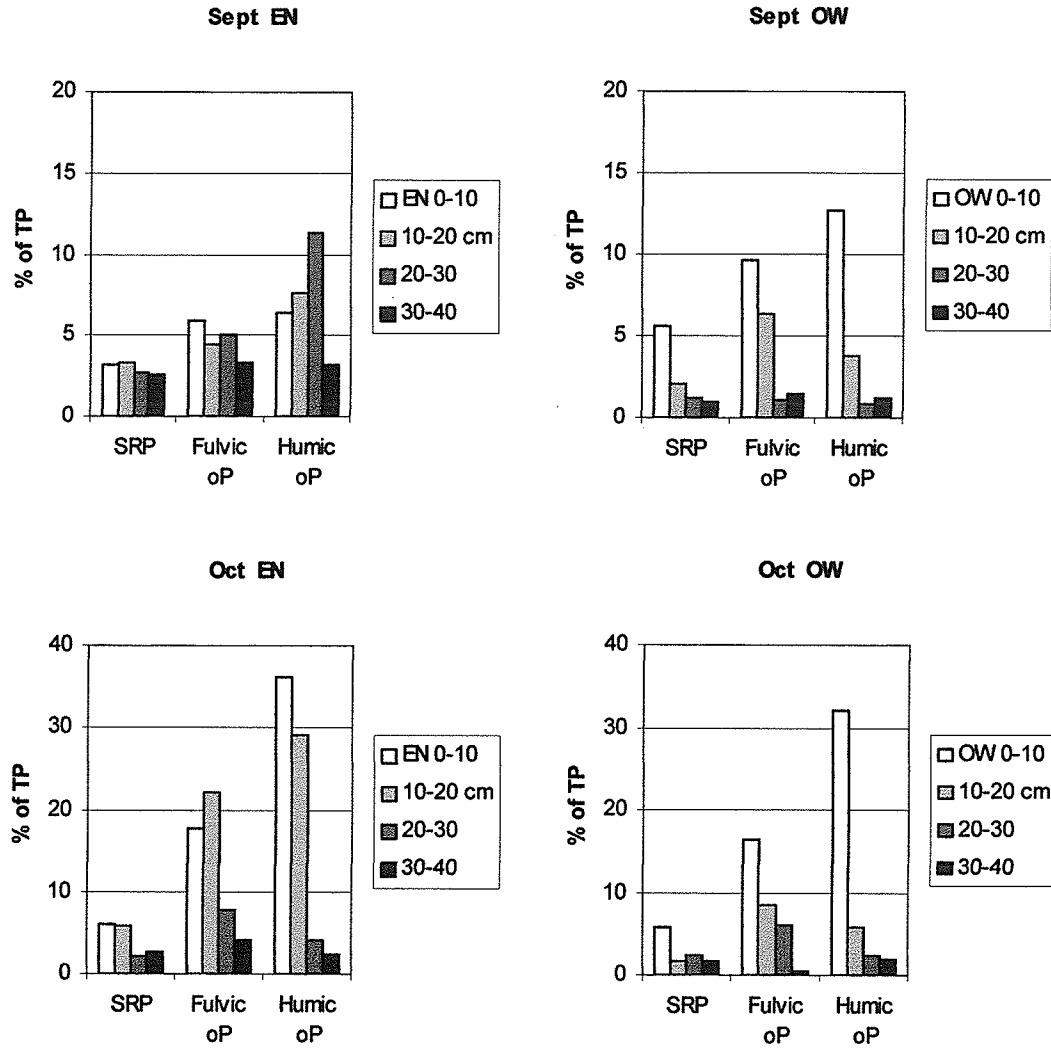 Sept EN
% of TP
20
15
10
5
0
SRP
Fulvic
oP
Humic
oP
EN 0-10
10-20 cm
20-30
30-40
Sept OW
% of TP
20
15
10
5
0
SRP
Fulvic
oP
Humic
oP
OW 0-10
10-20 cm
20-30
30-40
Oct EN
% of TP
40
30
20
10
0
SRP
Fulvic
oP
Humic
oP
EN 0-10
10-20 cm
20-30
30-40
Oct OW
% of TP
40
30
20
10
0
SRP
Fulvic
oP
Humic
oP
OW 0-10
10-20 cm
20-30
30-40